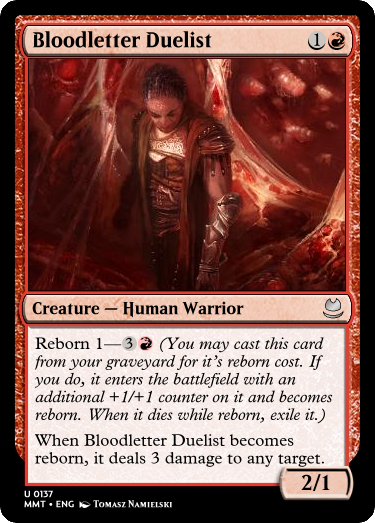 Bloodletter Duelist 1
Creature — Human Warrior
Reborn 1—3 (You may cast this card
from your graveyard for it's reborn cost. If
you do, it enters the battlefield with an
additional +1/+1 counter on it and becomes
reborn. When it dies while reborn, exile it.)
When Bloodletter Duelist becomes
reborn, it deals 3 damage to any target.
2/1
U 0137
MMT • ENG Tomasz Namielski